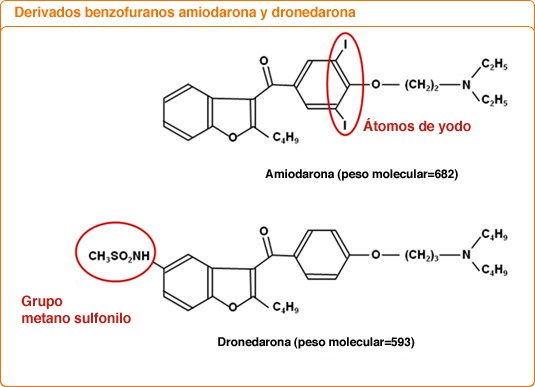 Derivados benzofuranos amiodarona y dronedarona
I
O
C₂H₅
O
(CH₂)₂
N
C₂H₅
I
O
C₄H₉
Átomos de yodo
Amiodarona (peso molecular=682)
CH₃SO₂NH
O
C₄H₉
O
(CH₂)₃
N
C₄H₉
O
C₄H₉
Grupo
metano sulfonilo
Dronedarona (peso molecular=593)